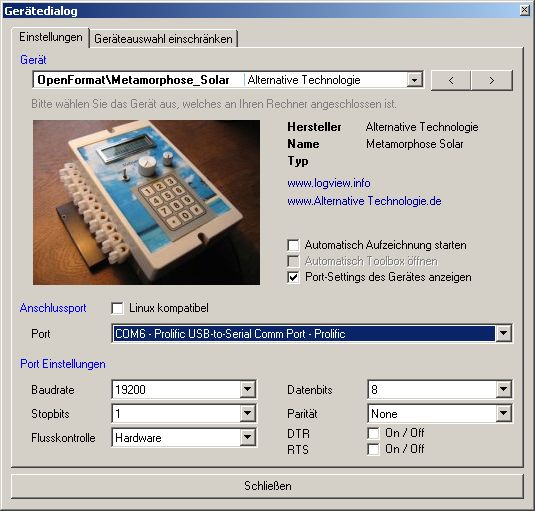 Gerätedialog
Einstellungen Geräteauswahl einschränken
Gerät
OpenFormat\Metamorphose_Solar Alternative Technologie < >
Bitte wählen Sie das Gerät aus, welches an Ihren Rechner angeschlossen ist.
Hersteller Alternative Technologie
Name Metamorphose Solar
Typ
www.logview.info
www.Alternative Technologie.de
Automatisch Aufzeichnung starten
Automatisch Toolbox öffnen
Port-Settings des Gerätes anzeigen
Anschlussport Linux kompatibel
Port COM6 - Prolific USB-to-Serial Comm Port - Prolific
Port Einstellungen
Baudrate 19200 Datenbits 8
Stopbits 1 Parität None
Flusskontrolle Hardware DTR On / Off
RTS On / Off
Schließen